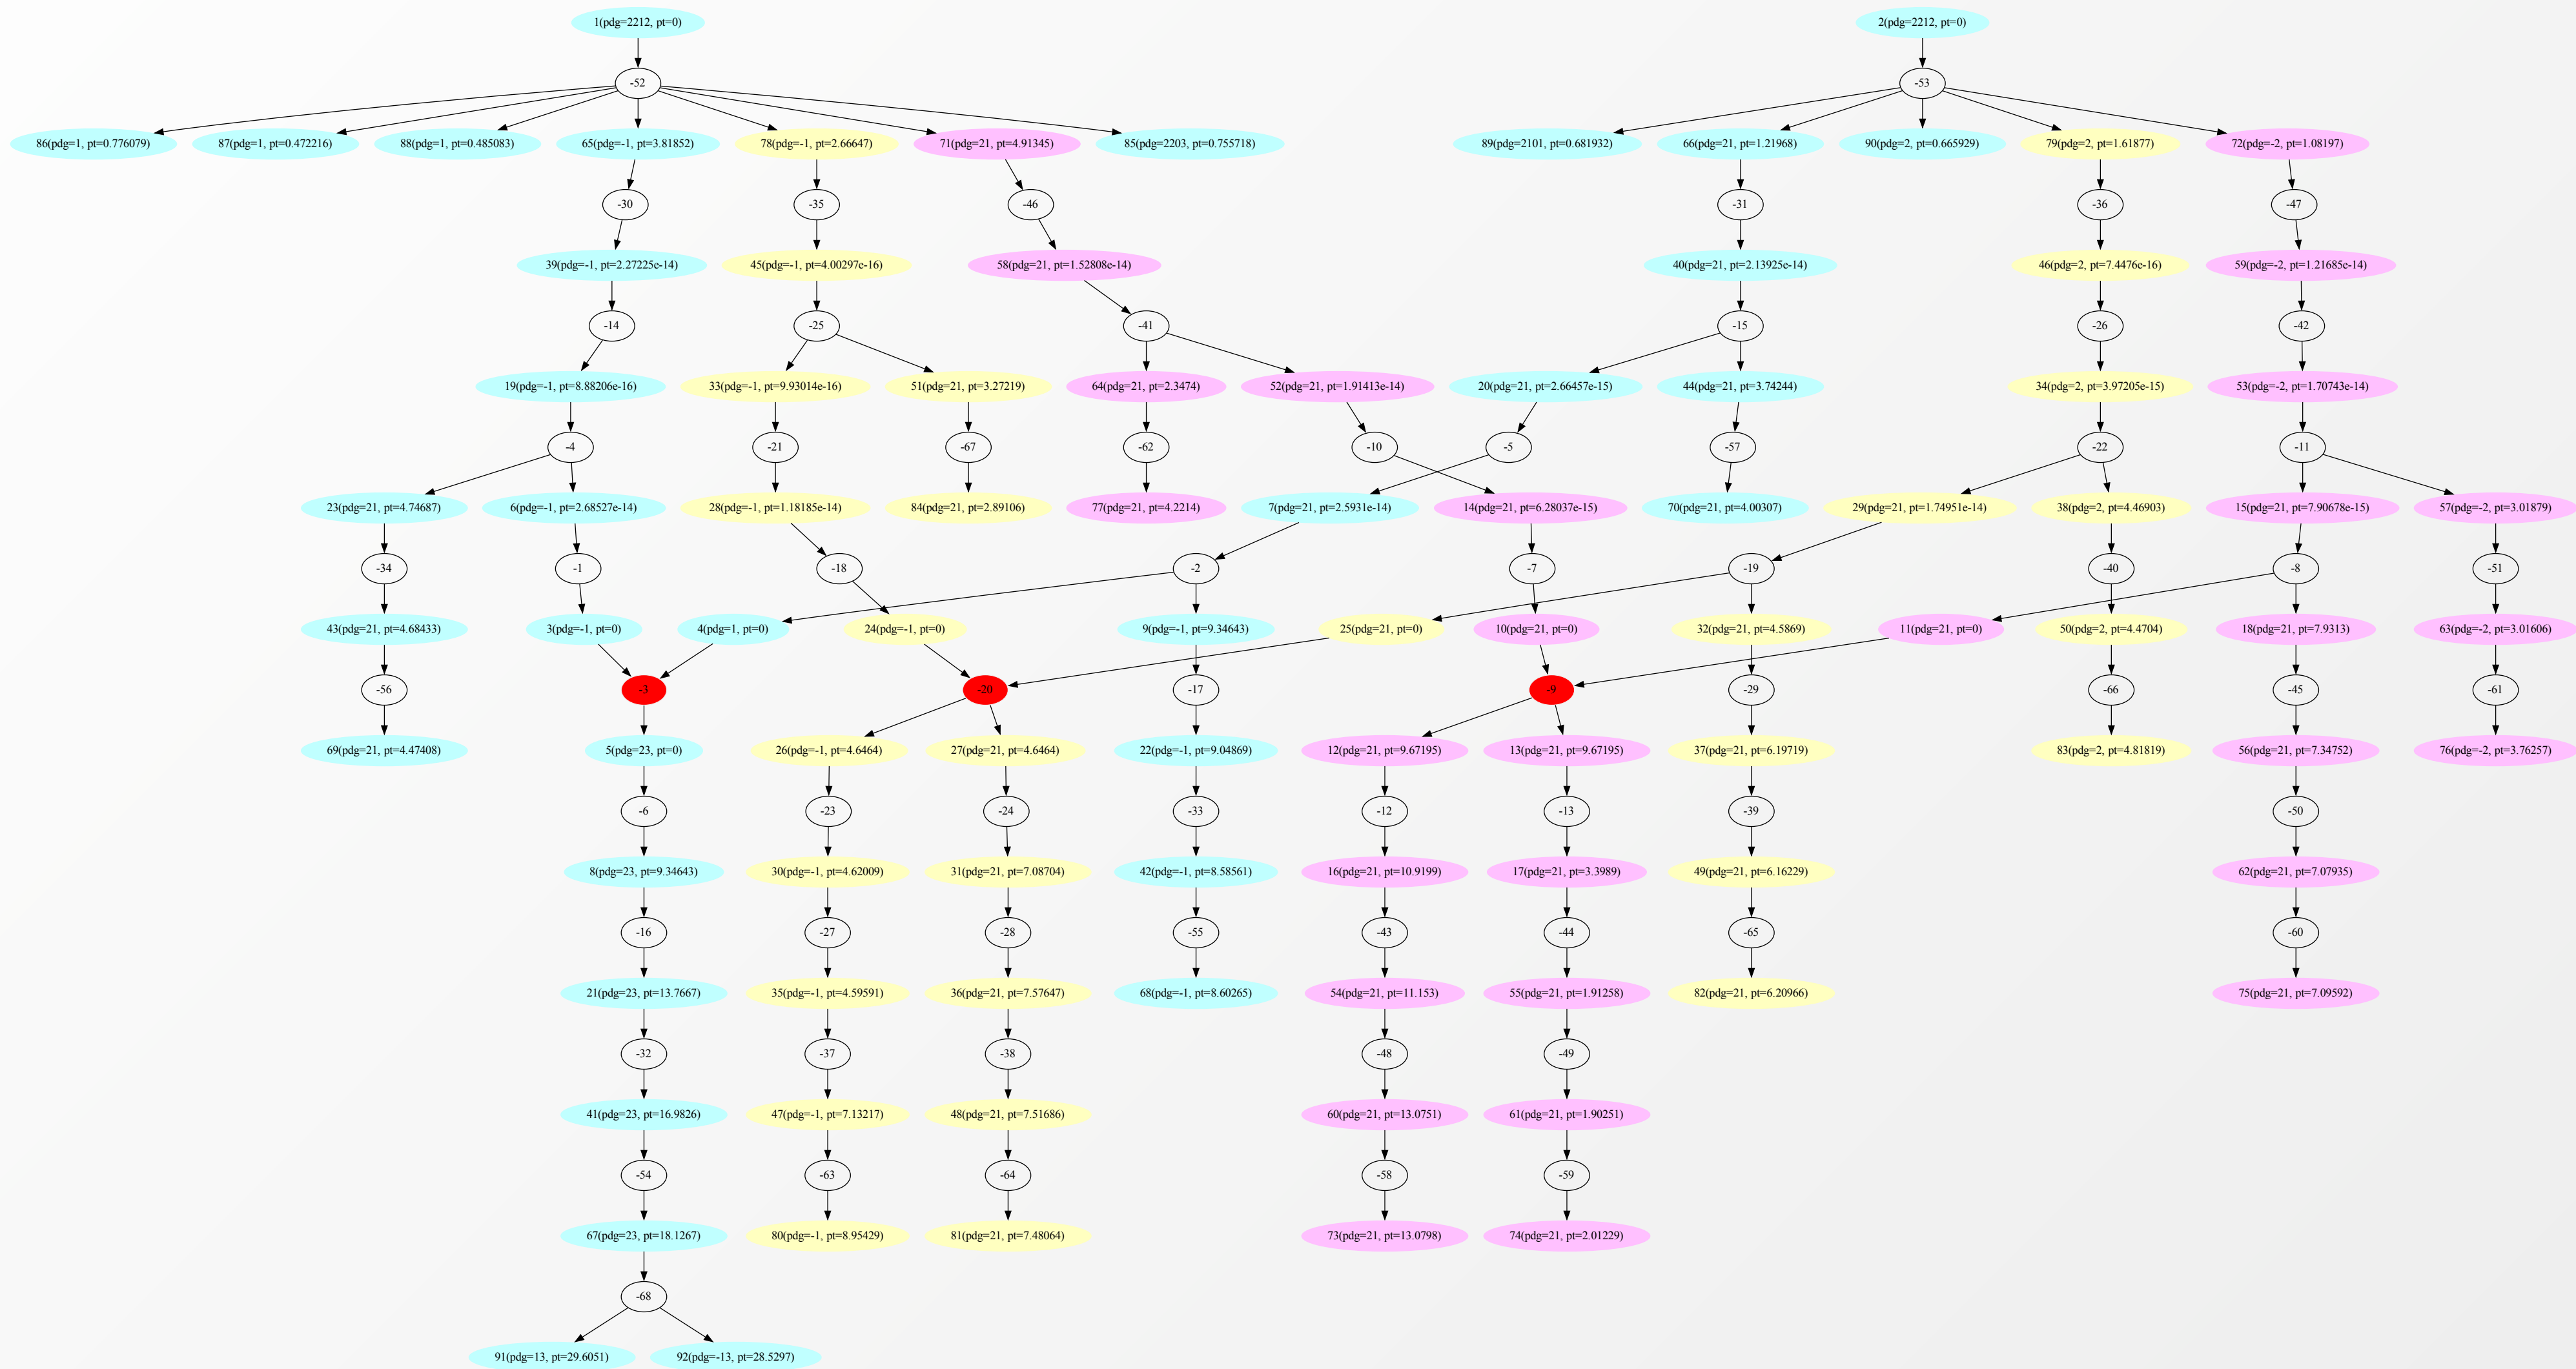 1(pdg=2212, pt=0) 2(pdg=2212, pt=0)
-52 -53
86(pdg=1, pt=0.776079) 87(pdg=1, pt=0.472216) 88(pdg=1, pt=0.485083) 65(pdg=-1, pt=3.81852) 78(pdg=-1, pt=2.66647) 71(pdg=21, pt=4.91345) 85(pdg=2203, pt=0.755718) 89(pdg=2101, pt=0.681932) 66(pdg=21, pt=1.21968) 90(pdg=2, pt=0.665929) 79(pdg=2, pt=1.61877) 72(pdg=-2, pt=1.08197)
-30 -35 -46 -31 -36 -47
39(pdg=-1, pt=2.27225e-14) 45(pdg=-1, pt=4.00297e-16) 58(pdg=21, pt=1.52808e-14) 40(pdg=21, pt=2.13925e-14) 46(pdg=2, pt=7.4476e-16) 59(pdg=-2, pt=1.21685e-14)
-14 -25 -41 -15 -26 -42
19(pdg=-1, pt=8.88206e-16) 33(pdg=-1, pt=9.93014e-16) 51(pdg=21, pt=3.27219) 64(pdg=21, pt=2.3474) 52(pdg=21, pt=1.91413e-14) 20(pdg=21, pt=2.66457e-15) 44(pdg=21, pt=3.74244) 34(pdg=2, pt=3.97205e-15) 53(pdg=-2, pt=1.70743e-14)
-4 -21 -67 -62 -10 -5 -57 -22 -11
23(pdg=21, pt=4.74687) 6(pdg=-1, pt=2.68527e-14) 28(pdg=-1, pt=1.18185e-14) 84(pdg=21, pt=2.89106) 77(pdg=21, pt=4.2214) 7(pdg=21, pt=2.5931e-14) 14(pdg=21, pt=6.28037e-15) 70(pdg=21, pt=4.00307) 29(pdg=21, pt=1.74951e-14) 38(pdg=2, pt=4.46903) 15(pdg=21, pt=7.90678e-15) 57(pdg=-2, pt=3.01879)
-34 -1 -18 -2 -7 -19 -40 -8 -51
43(pdg=21, pt=4.68433) 3(pdg=-1, pt=0) 4(pdg=1, pt=0) 24(pdg=-1, pt=0) 9(pdg=-1, pt=9.34643) 25(pdg=21, pt=0) 10(pdg=21, pt=0) 32(pdg=21, pt=4.5869) 11(pdg=21, pt=0) 50(pdg=2, pt=4.4704) 18(pdg=21, pt=7.9313) 63(pdg=-2, pt=3.01606)
-56 -3 -20 -17 -9 -29 -66 -45 -61
69(pdg=21, pt=4.47408) 5(pdg=23, pt=0) 26(pdg=-1, pt=4.6464) 27(pdg=21, pt=4.6464) 22(pdg=-1, pt=9.04869) 12(pdg=21, pt=9.67195) 13(pdg=21, pt=9.67195) 37(pdg=21, pt=6.19719) 83(pdg=2, pt=4.81819) 56(pdg=21, pt=7.34752) 76(pdg=-2, pt=3.76257)
-6 -23 -24 -33 -12 -13 -39 -50
8(pdg=23, pt=9.34643) 30(pdg=-1, pt=4.62009) 31(pdg=21, pt=7.08704) 42(pdg=-1, pt=8.58561) 16(pdg=21, pt=10.9199) 17(pdg=21, pt=3.3989) 49(pdg=21, pt=6.16229) 62(pdg=21, pt=7.07935)
-16 -27 -28 -55 -43 -44 -65 -60
21(pdg=23, pt=13.7667) 35(pdg=-1, pt=4.59591) 36(pdg=21, pt=7.57647) 68(pdg=-1, pt=8.60265) 54(pdg=21, pt=11.153) 55(pdg=21, pt=1.91258) 82(pdg=21, pt=6.20966) 75(pdg=21, pt=7.09592)
-32 -37 -38 -48 -49
41(pdg=23, pt=16.9826) 47(pdg=-1, pt=7.13217) 48(pdg=21, pt=7.51686) 60(pdg=21, pt=13.0751) 61(pdg=21, pt=1.90251)
-54 -63 -64 -58 -59
67(pdg=23, pt=18.1267) 80(pdg=-1, pt=8.95429) 81(pdg=21, pt=7.48064) 73(pdg=21, pt=13.0798) 74(pdg=21, pt=2.01229)
-68
91(pdg=13, pt=29.6051) 92(pdg=-13, pt=28.5297)